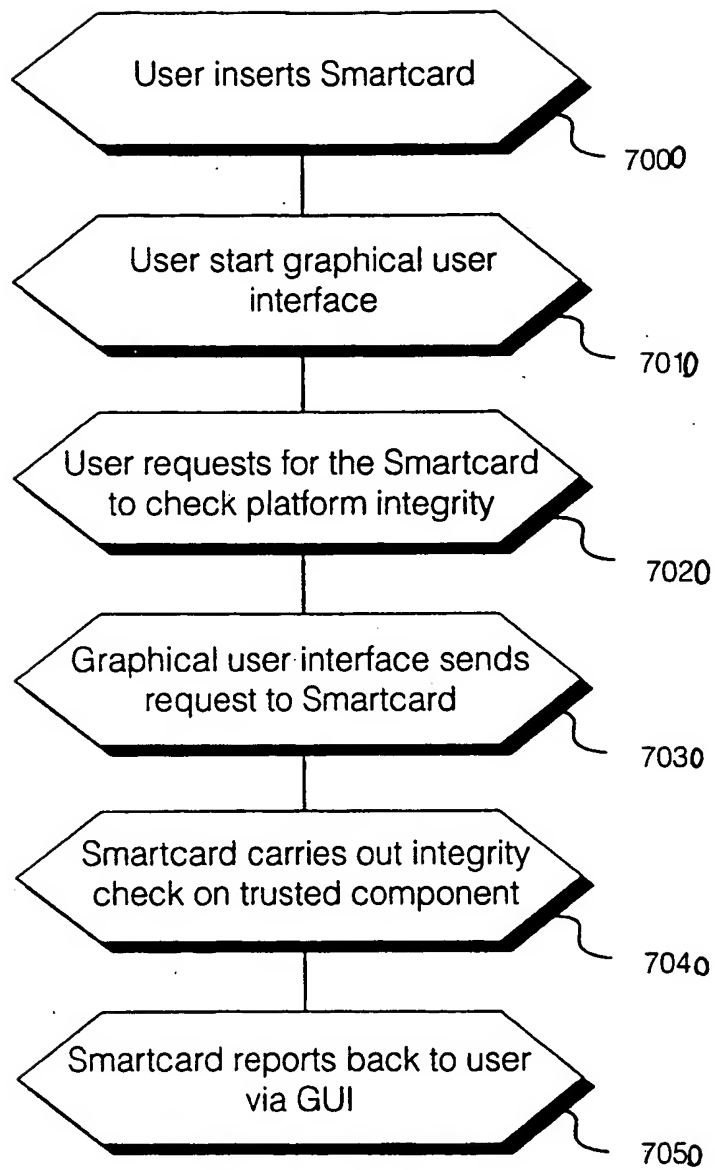 User inserts Smartcard
7000
User start graphical user
interface
7010
User requests for the Smartcard
to check platform integrity
7020
Graphical user interface sends
request to Smartcard
7030
Smartcard carries out integrity
check on trusted component
7040
Smartcard reports back to user
via GUI
7050